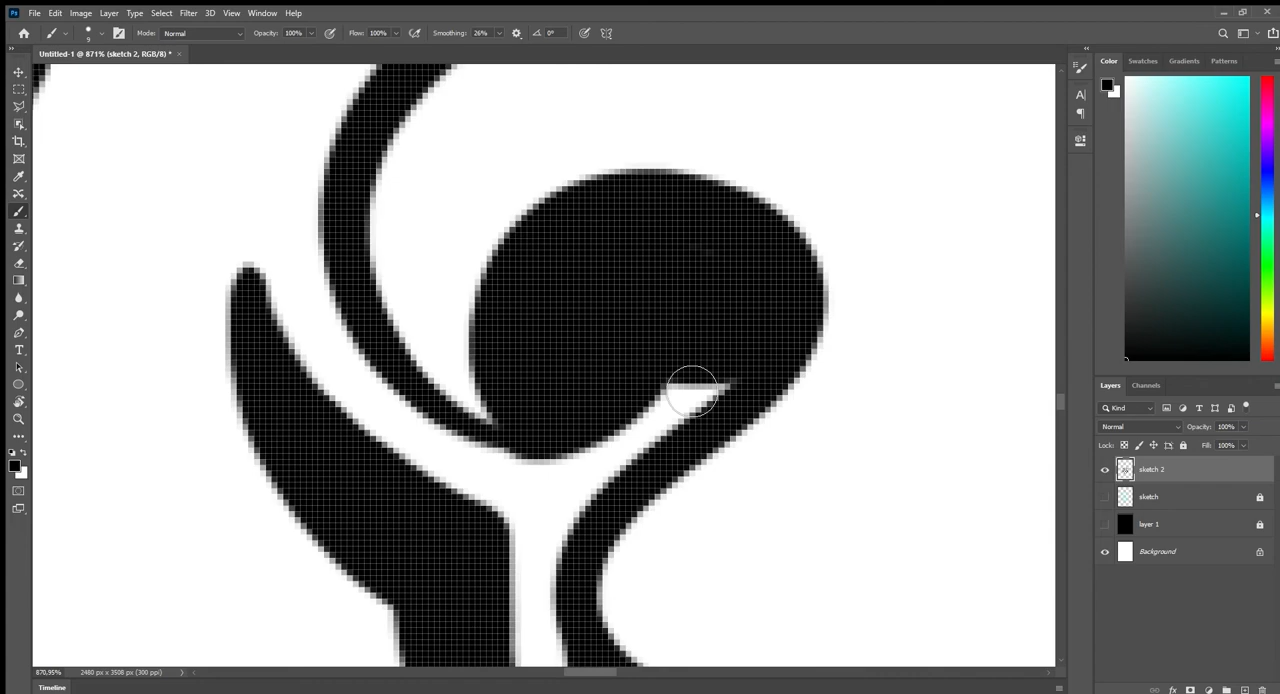 Ps File Edit Image Layer Type Select Filter 3D View Window Help
9 Mode: Normal Opacity: 100% Flow: 100% Smoothing: 26% 0°
Untitled-1 @ 871% (sketch 2, RGB/8) *
Color Swatches Gradients Patterns
Layers Channels
Kind
Normal Opacity: 100%
Lock: Fill: 100%
sketch 2
sketch
layer 1
Background
870,95% 2480 px x 3508 px (300 ppi)
Timeline